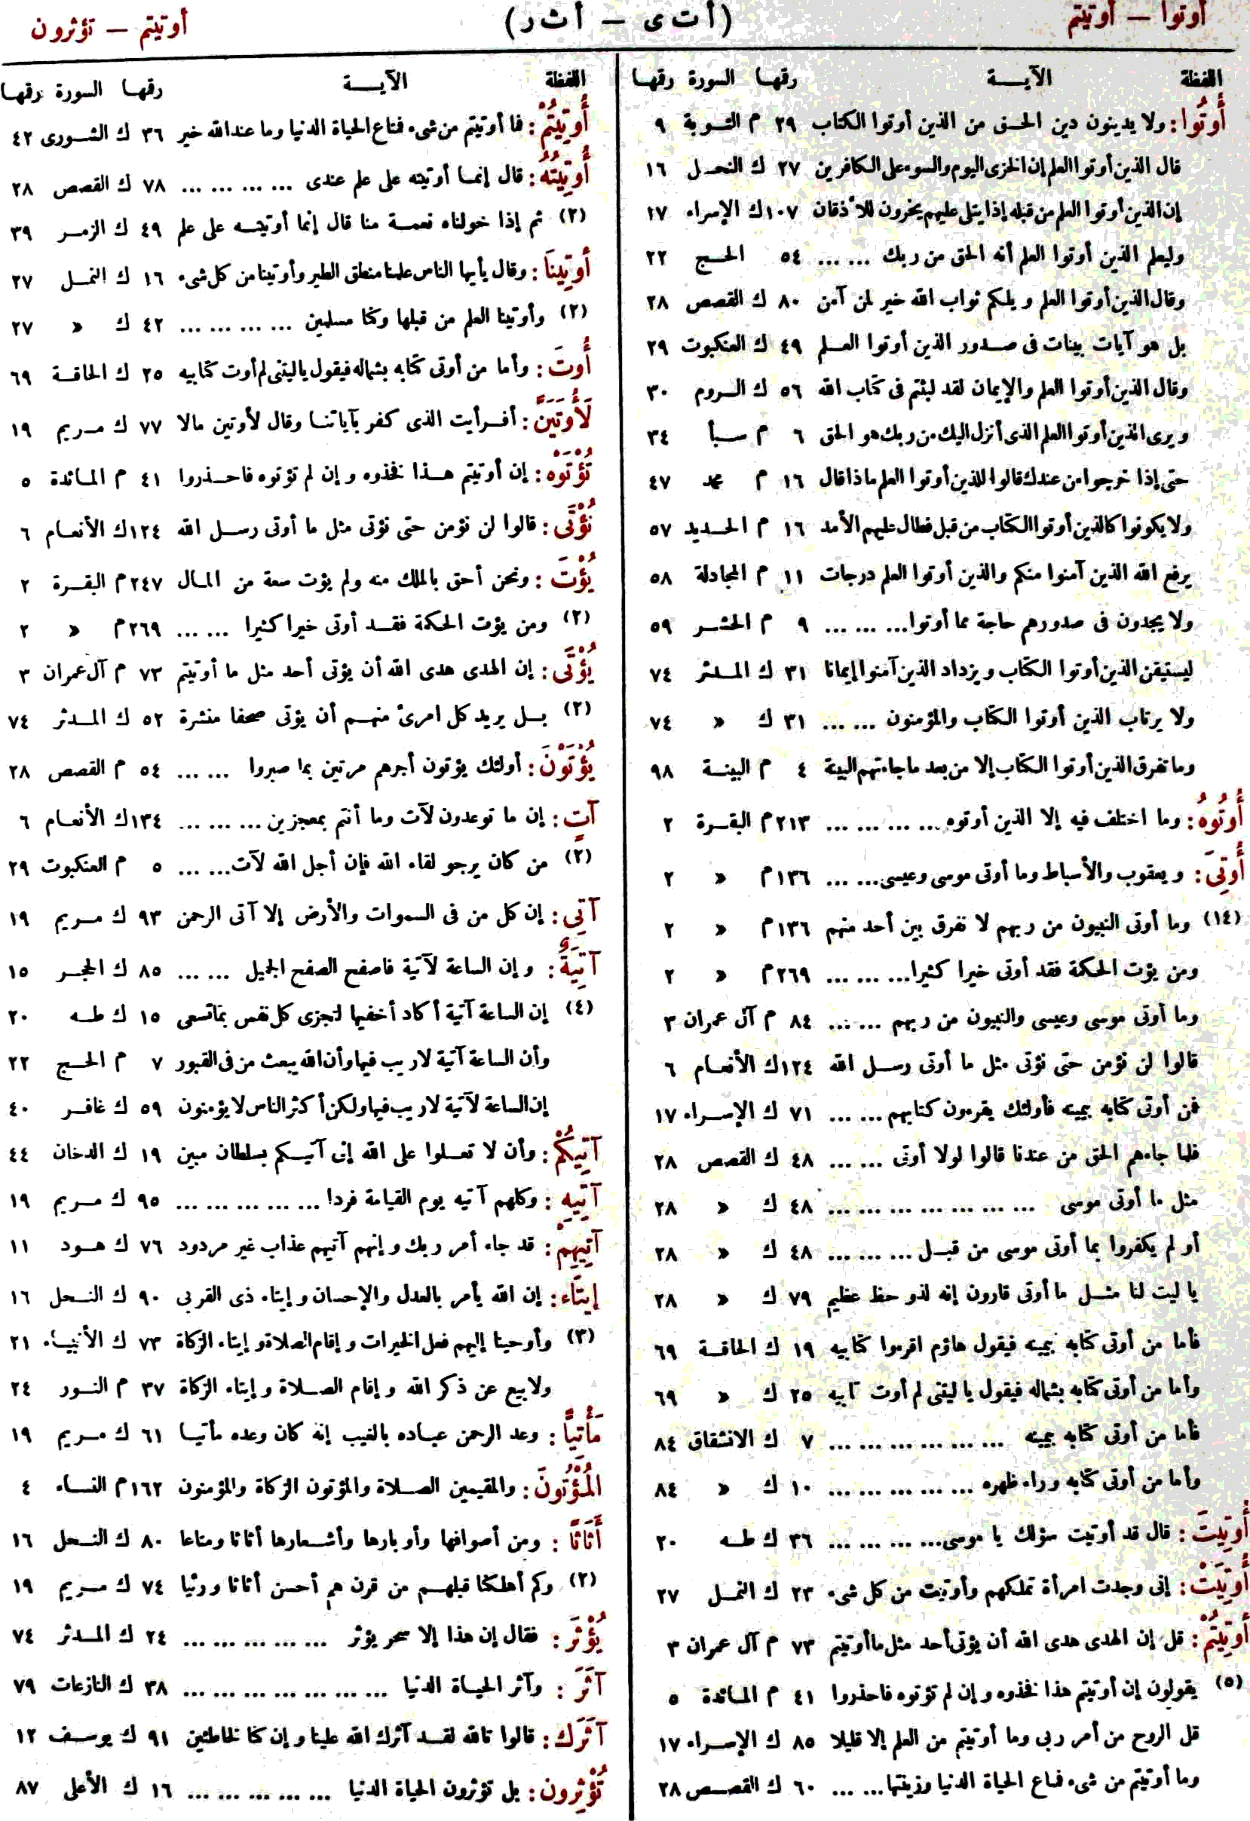 أوتوا — أوتيتم (أتى — أثر) أوتيتم — تؤثرون
اللفظة الآيــــة رقمها السورة رقمها
أُوتُوا : ولا يدينون دين الحق من الذين أوتوا الكتاب ٢٩ م التوبة ٩
قال الذين أوتوا العلم إن الخزى اليوم والسوء على الكافرين ٢٧ ك النحل ١٦
إن الذين أوتوا العلم من قبله إذا يتلى عليهم يخرون للأذقان ١٠٧ ك الإسراء ١٧
وليعلم الذين أوتوا العلم أنه الحق من ربك ... ... ٥٤ الحج ٢٢
وقال الذين أوتوا العلم ويلكم ثواب الله خير لمن آمن ٨٠ ك القصص ٢٨
بل هو آيات بينات فى صدور الذين أوتوا العلم ٤٩ ك العنكبوت ٢٩
وقال الذين أوتوا العلم والإيمان لقد لبثتم فى كتاب الله ٥٦ ك الروم ٣٠
ويرى الذين أوتوا العلم الذى أنزل اليك من ربك هو الحق ٦ م سبأ ٣٤
حتى إذا خرجوا من عندك قالوا للذين أوتوا العلم ماذا قال ١٦ م محمد ٤٧
ولا يكونوا كالذين أوتوا الكتاب من قبل فطال عليهم الأمد ١٦ م الحديد ٥٧
يرفع الله الذين آمنوا منكم والذين أوتوا العلم درجات ١١ م المجادلة ٥٨
ولا يجدون فى صدورهم حاجة مما أوتوا... ... ... ٩ م الحشر ٥٩
ليستيقن الذين أوتوا الكتاب ويزداد الذين آمنوا إيمانا ٣١ ك المدثر ٧٤
ولا يرتاب الذين أوتوا الكتاب والمؤمنون ... ... ٣١ ك » ٧٤
وما تفرق الذين أوتوا الكتاب إلا من بعد ما جاءتهم البينة ٤ م البينة ٩٨
أُوتُوهُ : وما اختلف فيه إلا الذين أوتوه... ... ... ... ٢١٣ م البقرة ٢
أُوتِىَ : ويعقوب والأسباط وما أوتى موسى وعيسى... ... ١٣٦ م » ٢
(١٤) وما أوتى النبيون من ربهم لا نفرق بين أحد منهم ١٣٦ م » ٢
ومن يؤت الحكمة فقد أوتى خيرا كثيرا... ... ... ٢٦٩ م » ٢
وما أوتى موسى وعيسى والنبيون من ربهم ... ... ٨٤ م آل عمران ٣
قالوا لن نؤمن حتى نؤتى مثل ما أوتى رسل الله ١٢٤ ك الأنعام ٦
فمن أوتى كتابه بيمينه فأولئك يقرءون كتابهم... ... ٧١ ك الإسراء ١٧
فلما جاءهم الحق من عندنا قالوا لولا أوتى ... ... ٤٨ ك القصص ٢٨
مثل ما أوتى موسى ... ... ... ... ... ... ... ٤٨ ك » ٢٨
أو لم يكفروا بما أوتى موسى من قبل... ... ... ٤٨ ك » ٢٨
يا ليت لنا مثل ما أوتى قارون إنه لذو حظ عظيم ٧٩ ك » ٢٨
فأما من أوتى كتابه بيمينه فيقول هاؤم اقرءوا كتابيه ١٩ ك الحاقة ٦٩
وأما من أوتى كتابه بشماله فيقول يا ليتنى لم أوت ٢٥ ك » ٦٩
فأما من أوتى كتابه بيمينه ... ... ... ... ... ... ٧ ك الانشقاق ٨٤
وأما من أوتى كتابه وراء ظهره ... ... ... ... ... ١٠ ك » ٨٤
أُوتِيتَ : قال قد أوتيت سؤلك يا موسى... ... ... ... ٣٦ ك طه ٢٠
أُوتِيَتْ : إنى وجدت امرأة تملكهم وأوتيت من كل شىء ٢٣ ك النمل ٢٧
أُوتِيتُمْ : قل إن الهدى هدى الله أن يؤتى أحد مثل ما أوتيتم ٧٣ م آل عمران ٣
(٥) يقولون إن أوتيتم هذا فخذوه وإن لم تؤتوه فاحذروا ٤١ م المائدة ٥
قل الروح من أمر ربى وما أوتيتم من العلم إلا قليلا ٨٥ ك الإسراء ١٧
وما أوتيتم من شىء فمتاع الحياة الدنيا وزينتها... ... ٦٠ ك القصص ٢٨
اللفظة الآيــــة رقمها السورة رقمها
أُوتِيتُمْ : فما أوتيتم من شىء فمتاع الحياة الدنيا وما عند الله خير ٣٦ ك الشورى ٤٢
أُوتِيتُهُ : قال إنما أوتيته على علم عندى ... ... ... ... ٧٨ ك القصص ٢٨
(٢) ثم إذا خولناه نعمة منا قال إنما أوتيته على علم ٤٩ ك الزمر ٣٩
أُوتِينَا : وقال يأيها الناس علمنا منطق الطير وأوتينا من كل شىء ١٦ ك النمل ٢٧
(٢) وأوتينا العلم من قبلها وكنا مسلمين ... ... ... ... ٤٢ ك » ٢٧
أُوتَ : وأما من أوتى كتابه بشماله فيقول ياليتنى لم أوت كتابيه ٢٥ ك الحاقة ٦٩
لَأُوتَيَنَّ : أفرأيت الذى كفر بآياتنا وقال لأوتين مالا ٧٧ ك مريم ١٩
تُؤْتَوْهُ : إن أوتيتم هذا فخذوه وإن لم تؤتوه فاحذروا ٤١ م المائدة ٥
نُؤْتَى : قالوا لن نؤمن حتى نؤتى مثل ما أوتى رسل الله ١٢٤ ك الأنعام ٦
يُؤْتَ : ونحن أحق بالملك منه ولم يؤت سعة من المال ٢٤٧ م البقرة ٢
(٢) ومن يؤت الحكمة فقد أوتى خيرا كثيرا ... ... ٢٦٩ م » ٢
يُؤْتَى : إن الهدى هدى الله أن يؤتى أحد مثل ما أوتيتم ٧٣ م آل عمران ٣
(٢) بل يريد كل امرئ منهم أن يؤتى صحفا منشرة ٥٢ ك المدثر ٧٤
يُؤْتَوْنَ : أولئك يؤتون أجرهم مرتين بما صبروا ... ... ٥٤ م القصص ٢٨
آتٍ : إن ما توعدون لآت وما أنتم بمعجزين... ... ... ١٣٤ ك الأنعام ٦
(٢) من كان يرجو لقاء الله فإن أجل الله لآت... ... ٥ م العنكبوت ٢٩
آتِى : إن كل من فى السموات والأرض إلا آتى الرحمن ٩٣ ك مريم ١٩
آتِيَةٌ : وإن الساعة لآتية فاصفح الصفح الجميل ... ... ٨٥ ك الحجر ١٥
(٤) إن الساعة آتية أكاد أخفيها لتجزى كل نفس بما تسعى ١٥ ك طه ٢٠
وأن الساعة آتية لا ريب فيها وأن الله يبعث من فى القبور ٧ م الحج ٢٢
إن الساعة لآتية لا ريب فيها ولكن أكثر الناس لا يؤمنون ٥٩ ك غافر ٤٠
آتِيكُمْ : وأن لا تعلوا على الله إنى آتيكم بسلطان مبين ١٩ ك الدخان ٤٤
آتِيهِ : وكلهم آتيه يوم القيامة فردا ... ... ... ... ... ٩٥ ك مريم ١٩
آتِيهِمْ : قد جاء أمر ربك وإنهم آتيهم عذاب غير مردود ٧٦ ك هود ١١
إِيتَاء : إن الله يأمر بالعدل والإحسان وإيتاء ذى القربى ٩٠ ك النحل ١٦
(٣) وأوحينا إليهم فعل الخيرات وإقام الصلاة وإيتاء الزكاة ٧٣ ك الأنبياء ٢١
ولا بيع عن ذكر الله وإقام الصلاة وإيتاء الزكاة ٣٧ م النور ٢٤
مَأْتِيًّا : وعد الرحمن عباده بالغيب إنه كان وعده مأتيا ٦١ ك مريم ١٩
الْمُؤْتُونَ : والمقيمين الصلاة والمؤتون الزكاة والمؤمنون ١٦٢ م النساء ٤
أَثَاثًا : ومن أصوافها وأوبارها وأشعارها أثاثا ومتاعا ٨٠ ك النحل ١٦
(٢) وكم أهلكنا قبلهم من قرن هم أحسن أثاثا ورئيا ٧٤ ك مريم ١٩
يُؤْثَرَ : فقال إن هذا إلا سحر يؤثر ... ... ... ... ... ٢٤ ك المدثر ٧٤
آثَرَ : وآثر الحياة الدنيا ... ... ... ... ... ... ... ٣٨ ك النازعات ٧٩
آثَرَكَ : قالوا تالله لقد آثرك الله علينا وإن كنا لخاطئين ٩١ ك يوسف ١٢
تُؤْثِرون : بل تؤثرون الحياة الدنيا ... ... ... ... ... ١٦ ك الأعلى ٨٧